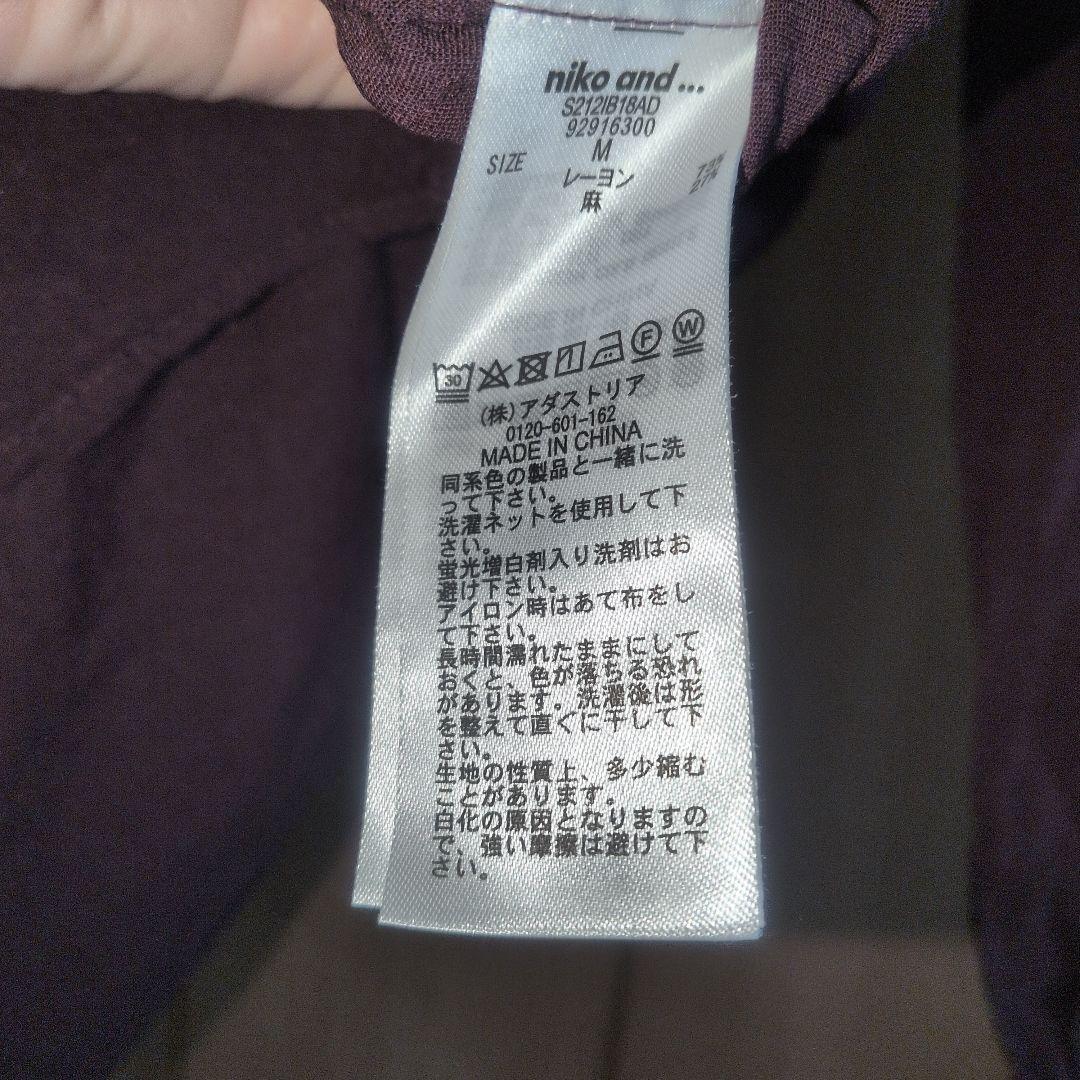 niko and...
S212IB18AD
92916300
SIZE M
レーヨン
麻
30 F W
(株)アダストリア
0120-601-162
MADE IN CHINA
同系色の製品と一緒に洗
って下さい。
洗濯ネットを使用して下
さい。
蛍光増白剤入り洗剤はお
避け下さい。
アイロン時はあて布をし
て下さい。
長時間濡れたままにして
おくと、色が落ちる恐れ
があります。洗濯後は形
を整えて直ぐに干して下
さい。
生地の性質上、多少縮む
ことがあります。
白化の原因となりますの
で、強い摩擦は避けて下
さい。